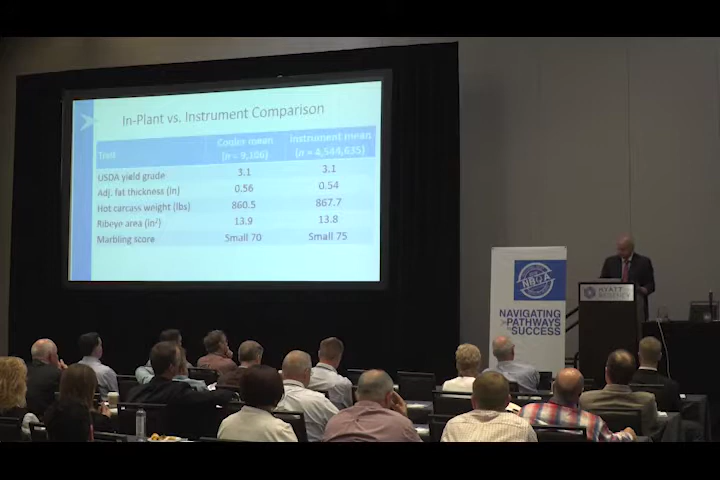 In-Plant vs. Instrument Comparison
Trait Cooler mean (n = 9,106) Instrument mean (n = 4,544,635)
USDA yield grade 3.1 3.1
Adj. fat thickness (in) 0.56 0.54
Hot carcass weight (lbs) 860.5 867.7
Ribeye area (in²) 13.9 13.8
Marbling score Small 70 Small 75
NAVIGATING
PATHWAYS
to SUCCESS
HYATT
REGENCY